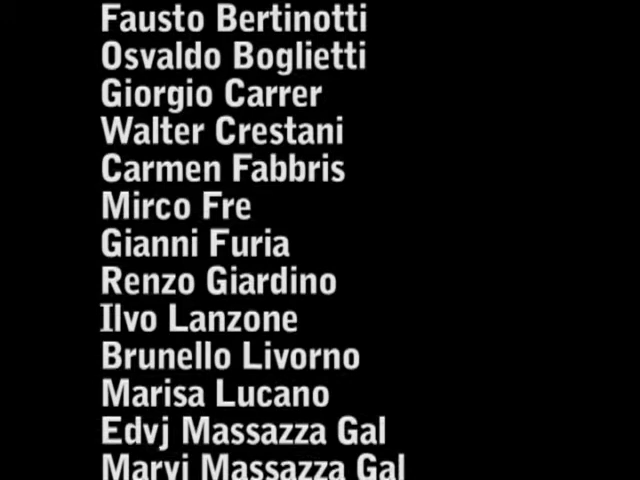 Fausto Bertinotti
Osvaldo Boglietti
Giorgio Carrer
Walter Crestani
Carmen Fabbris
Mirco Fre
Gianni Furia
Renzo Giardino
Ilvo Lanzone
Brunello Livorno
Marisa Lucano
Edvj Massazza Gal
Marvj Massazza Gal